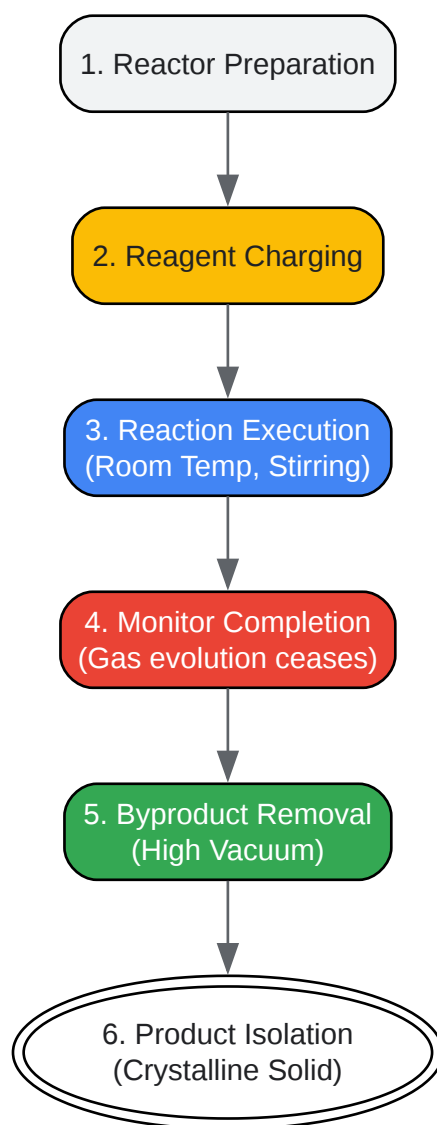 1. Reactor Preparation
2. Reagent Charging
3. Reaction Execution
(Room Temp, Stirring)
4. Monitor Completion
(Gas evolution ceases)
5. Byproduct Removal
(High Vacuum)
6. Product Isolation
(Crystalline Solid)